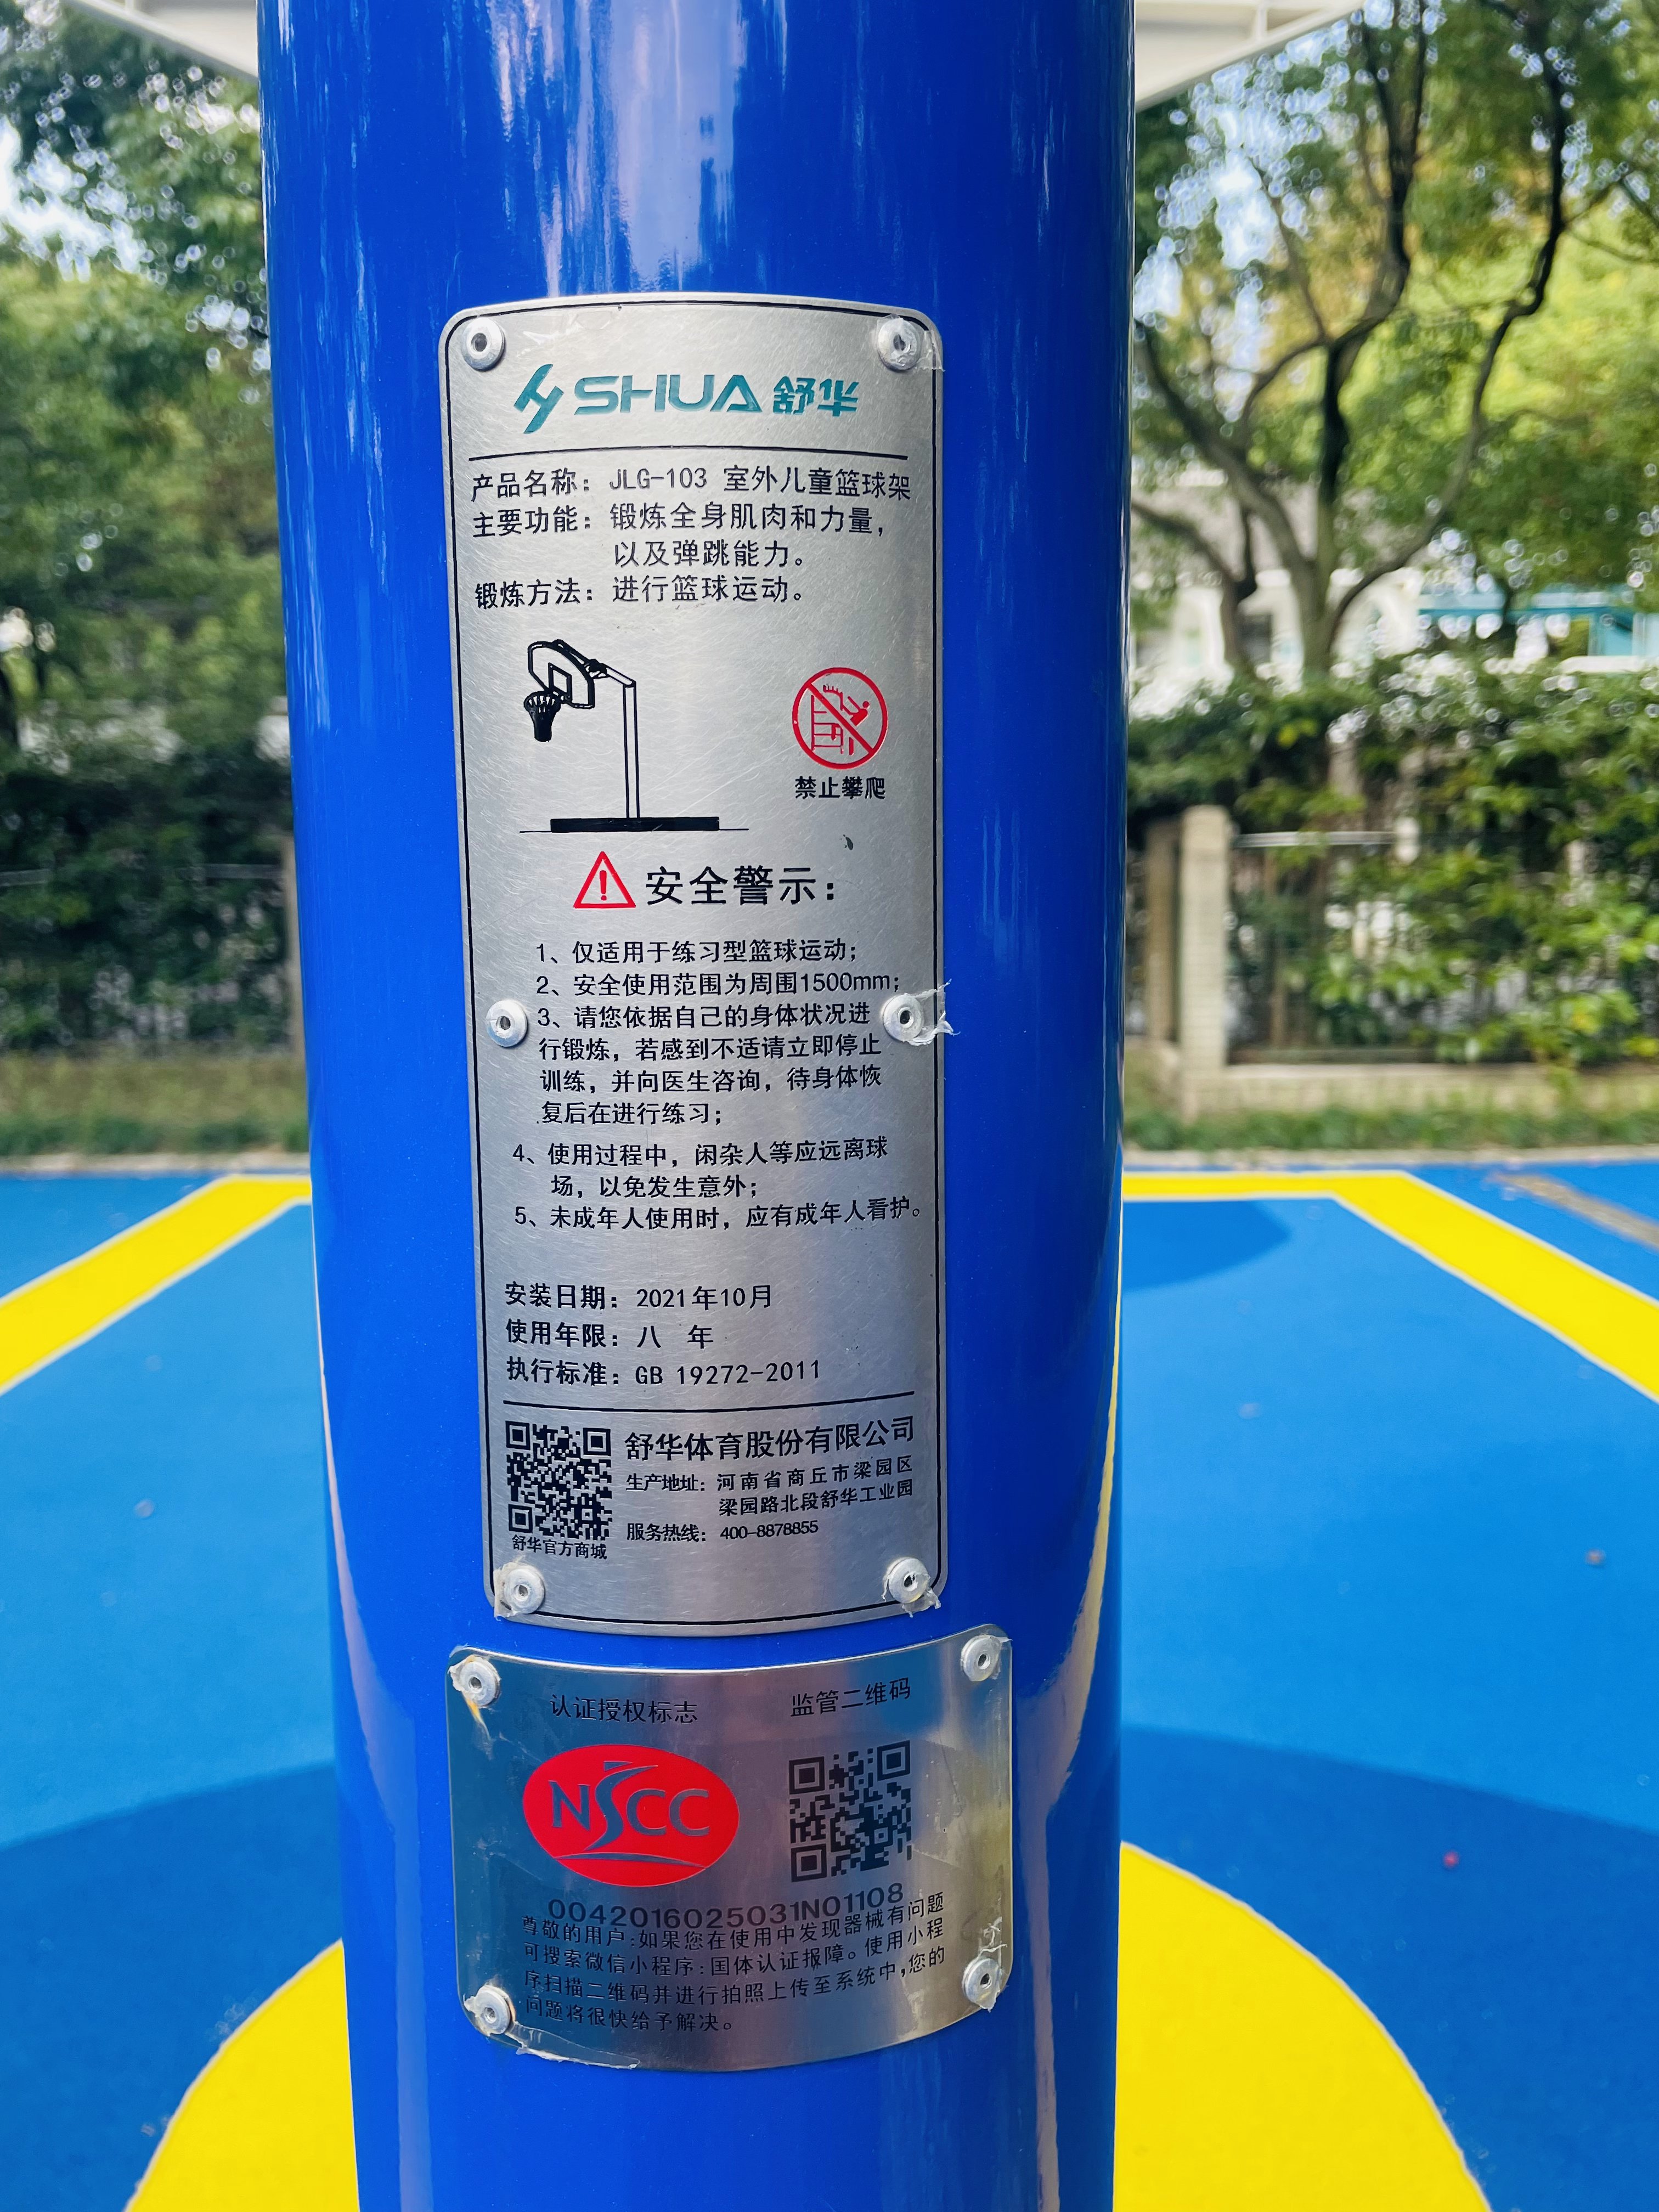 SHUA 舒华
产品名称：JLG-103 室外儿童篮球架
主要功能：锻炼全身肌肉和力量，
以及弹跳能力。
锻炼方法：进行篮球运动。
禁止攀爬
安全警示：
1、仅适用于练习型篮球运动；
2、安全使用范围为周围1500mm；
3、请您依据自己的身体状况进
行锻炼，若感到不适请立即停止
训练，并向医生咨询，待身体恢
复后在进行练习；
4、使用过程中，闲杂人等应远离球
场，以免发生意外；
5、未成年人使用时，应有成年人看护。
安装日期：2021年10月
使用年限：八 年
执行标准：GB 19272-2011
舒华体育股份有限公司
生产地址：河南省商丘市梁园区
梁园路北段舒华工业园
服务热线：400-8878855
舒华官方商城
认证授权标志 监管二维码
NSCC
0042016025031N01108
尊敬的用户：如果您在使用中发现器械有问题
可搜索微信小程序：国体认证报障。使用小程
序扫描二维码并进行拍照上传至系统中，您的
问题将很快给予解决。